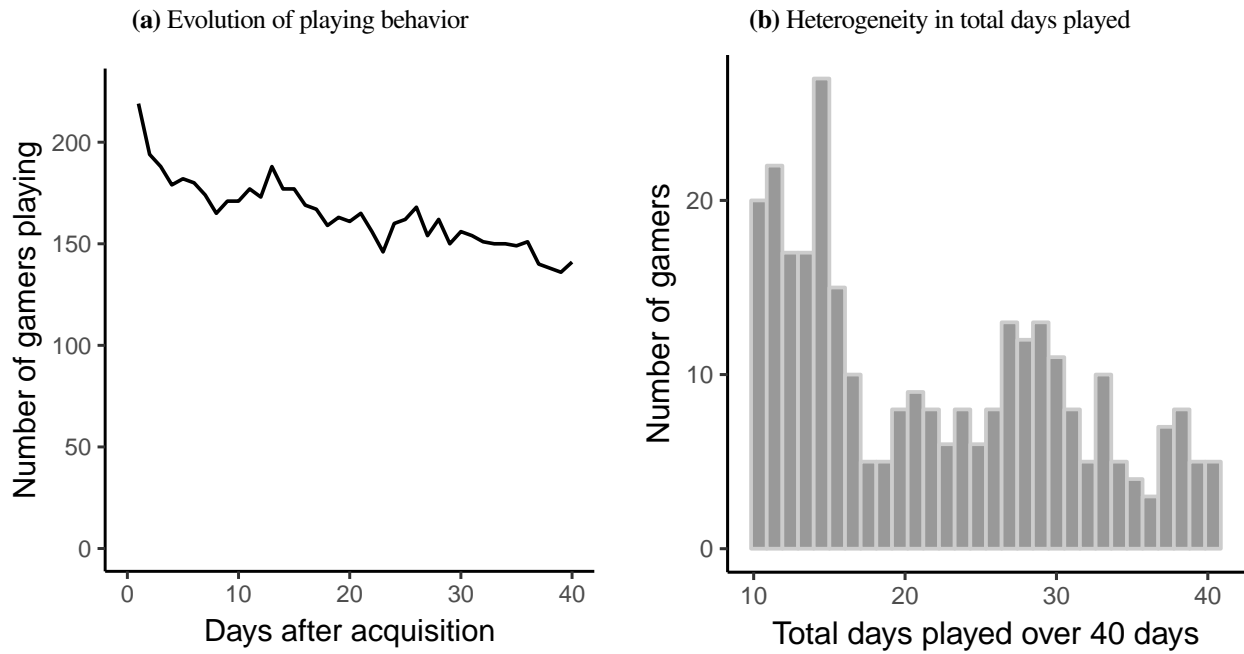 (a) Evolution of playing behavior
Number of gamers playing
200
150
100
50
0
0 10 20 30 40
Days after acquisition
(b) Heterogeneity in total days played
Number of gamers
20
10
0
10 20 30 40
Total days played over 40 days